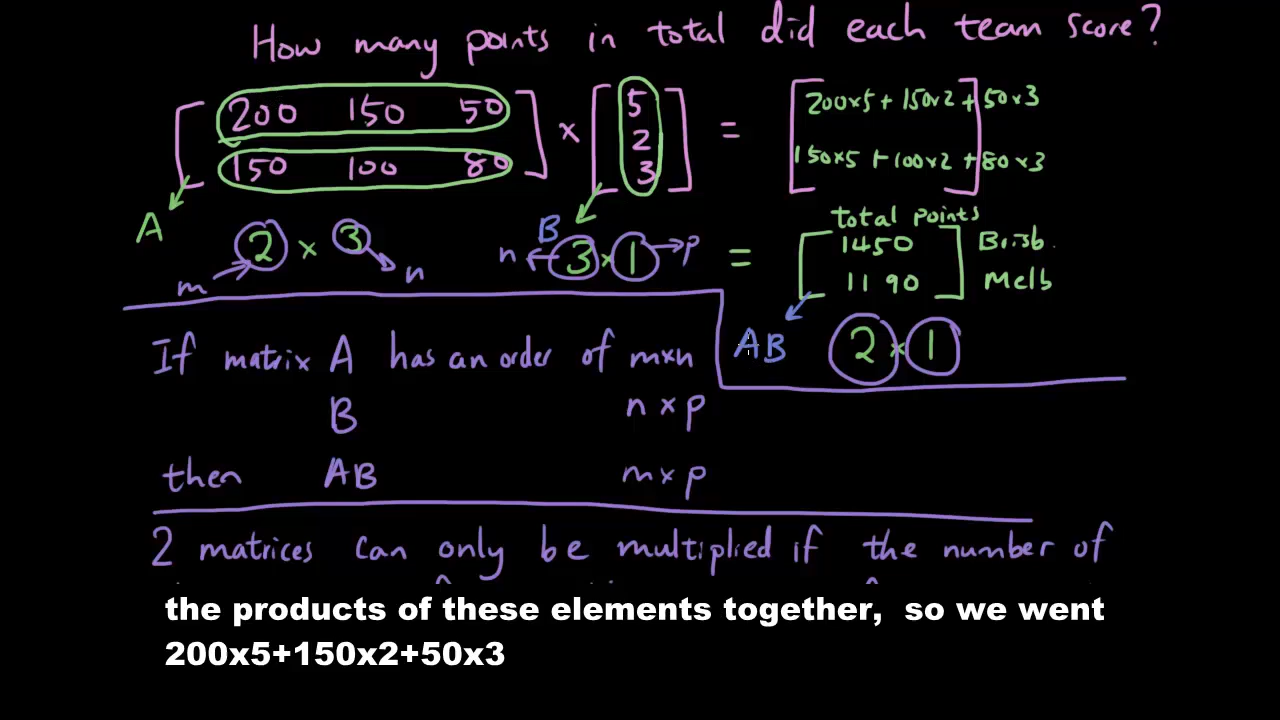 How many points in total did each team score?
[200 150 50] × [5 = [200x5 + 150x2 + 50x3
150 100 80] 2 150x5 + 100x2 + 80x3]
3]
A
2 × 3
m n
B
n 3 × 1 p
=
total points
[1450] Brisb.
[1190] Melb
AB 2 × 1
If matrix A has an order of m×n
B n × p
then AB m×p
2 matrices can only be multiplied if the number of
the products of these elements together, so we went
200x5+150x2+50x3